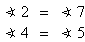 ∢ 2 = ∢ 7
∢ 4 = ∢ 5